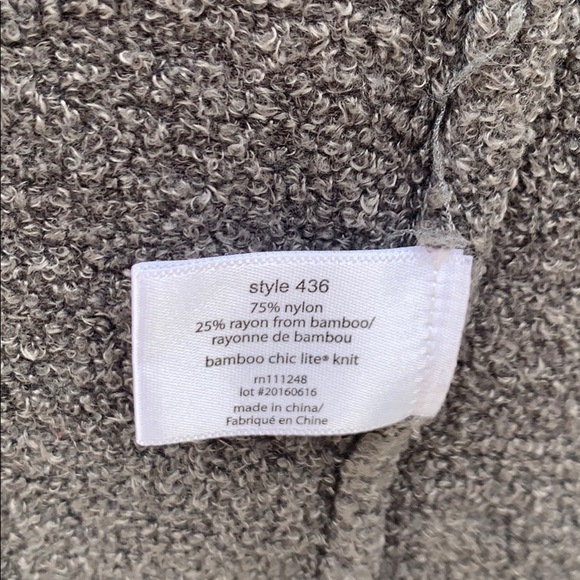 style 436
75% nylon
25% rayon from bamboo/
rayonne de bambou
bamboo chic lite® knit
rn111248
lot #20160616
made in china/
Fabriqué en Chine